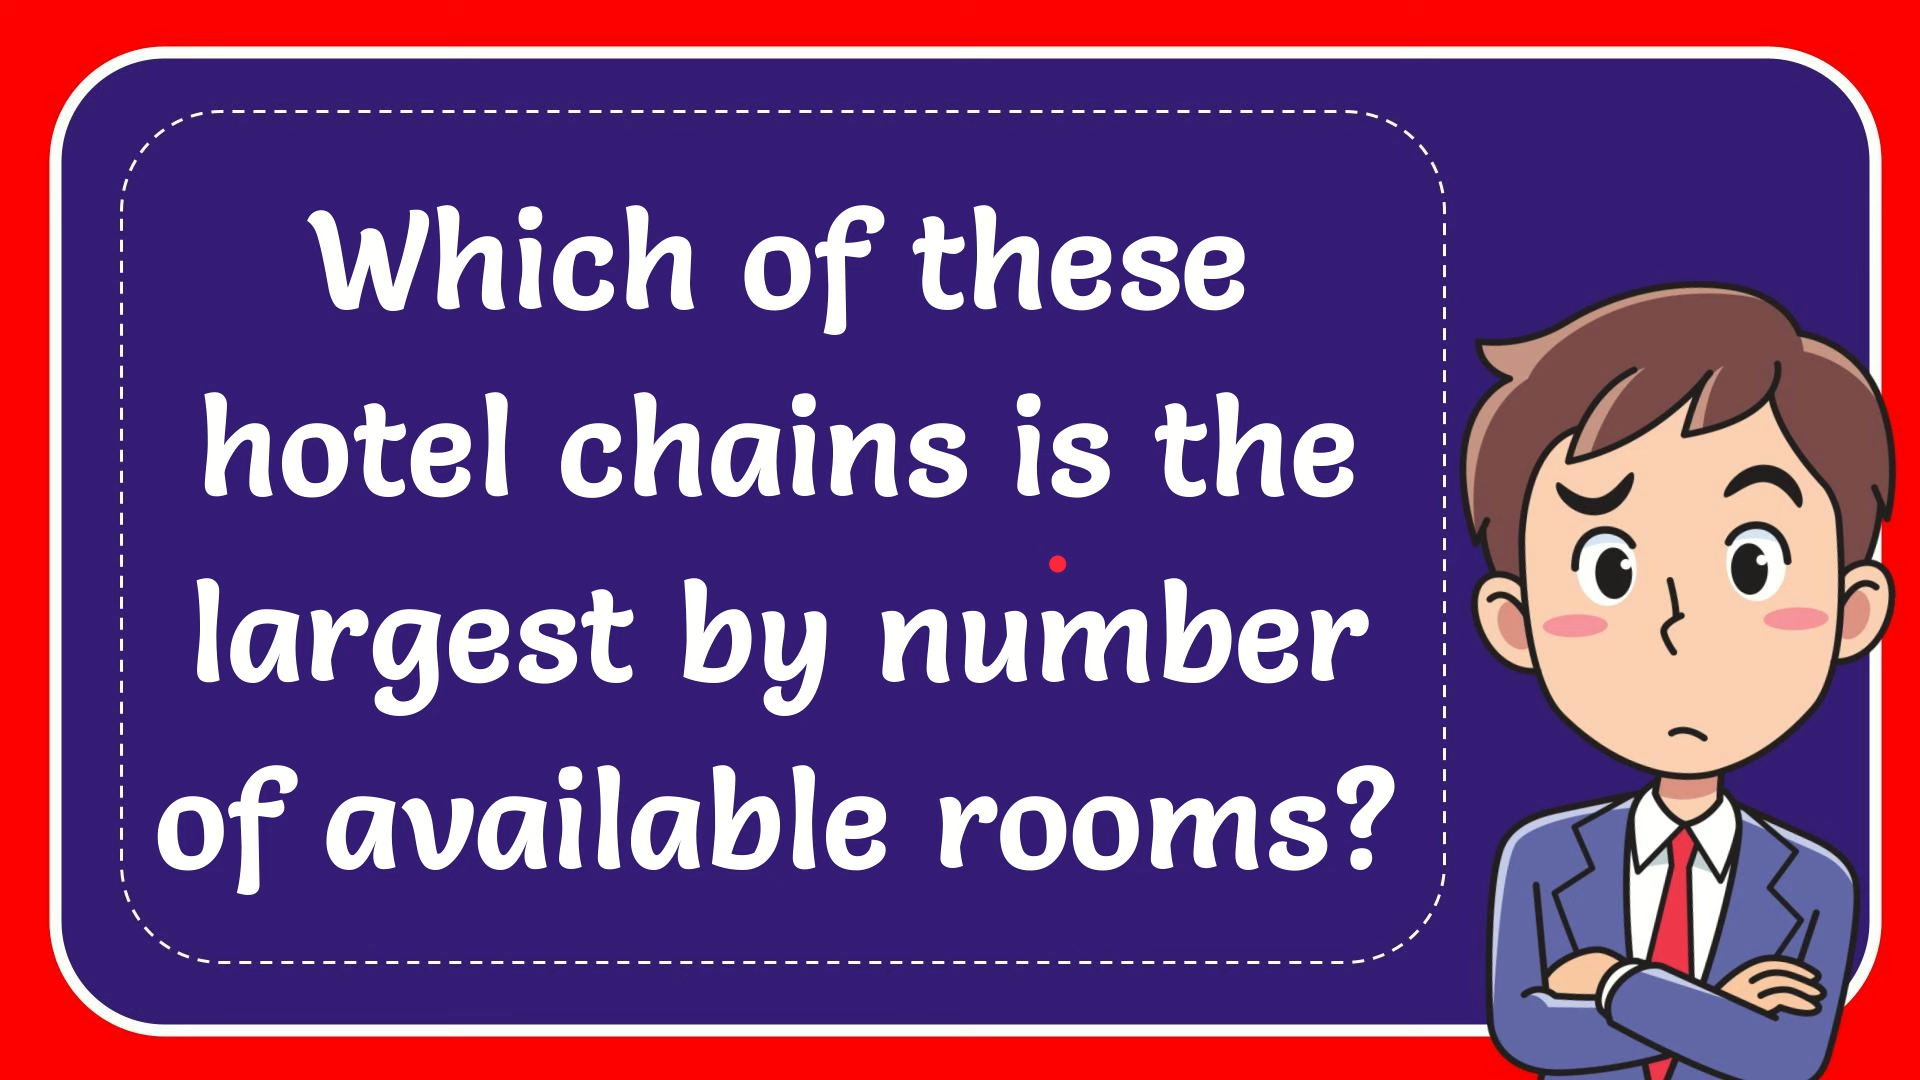 Which of these
hotel chains is the
largest by number
of available rooms?